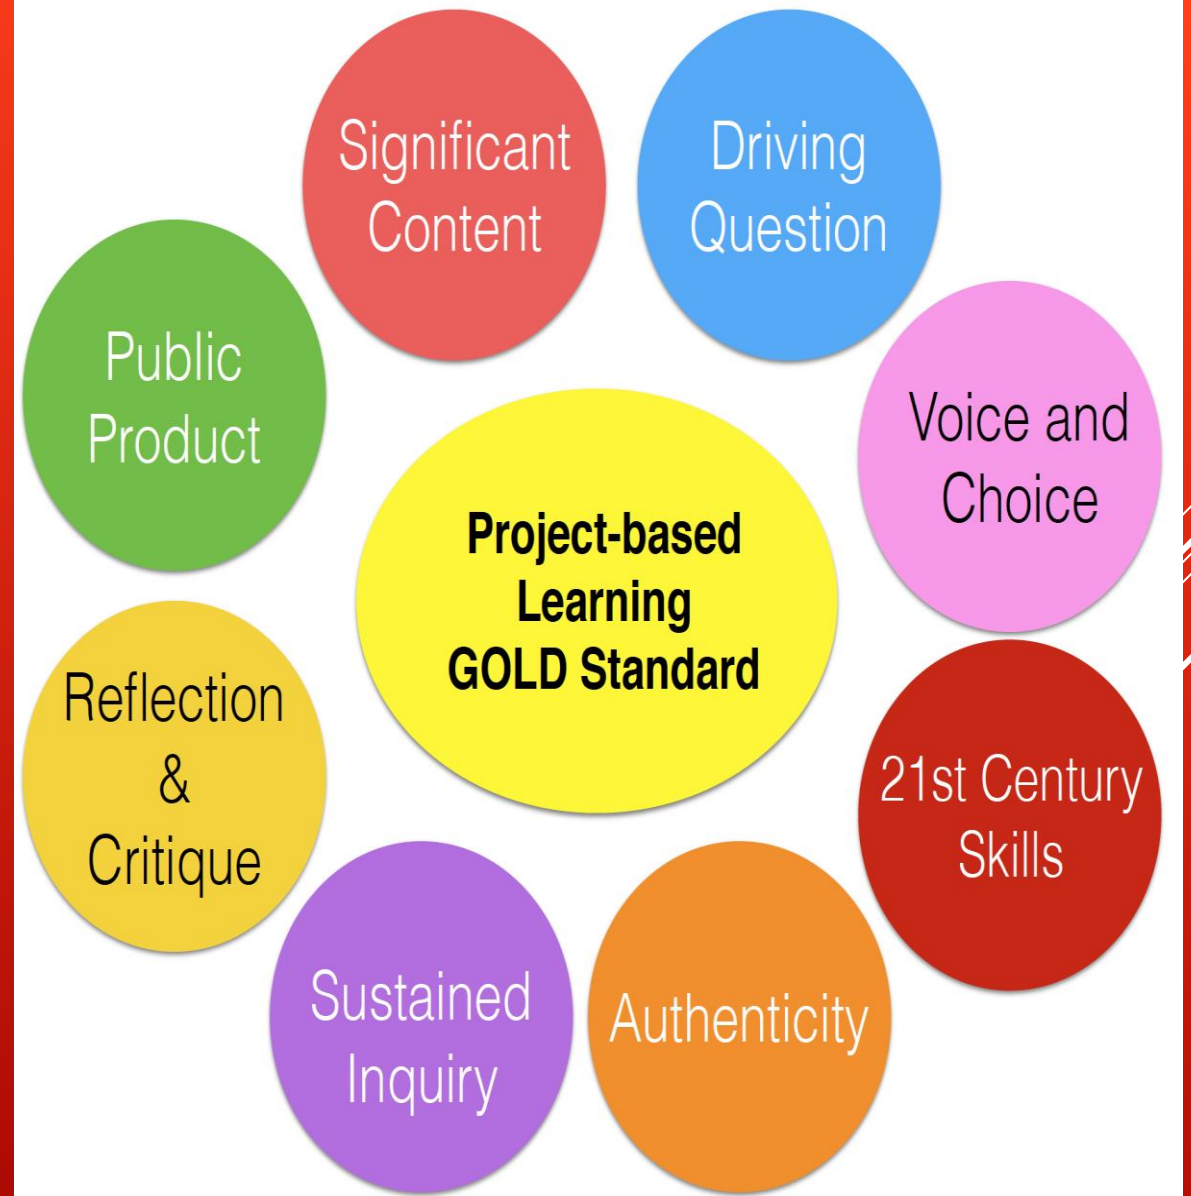 Significant
Content
Driving
Question
Public
Product
Voice and
Choice
Project-based
Learning
GOLD Standard
Reflection
&
Critique
21st Century
Skills
Sustained
Inquiry
Authenticity